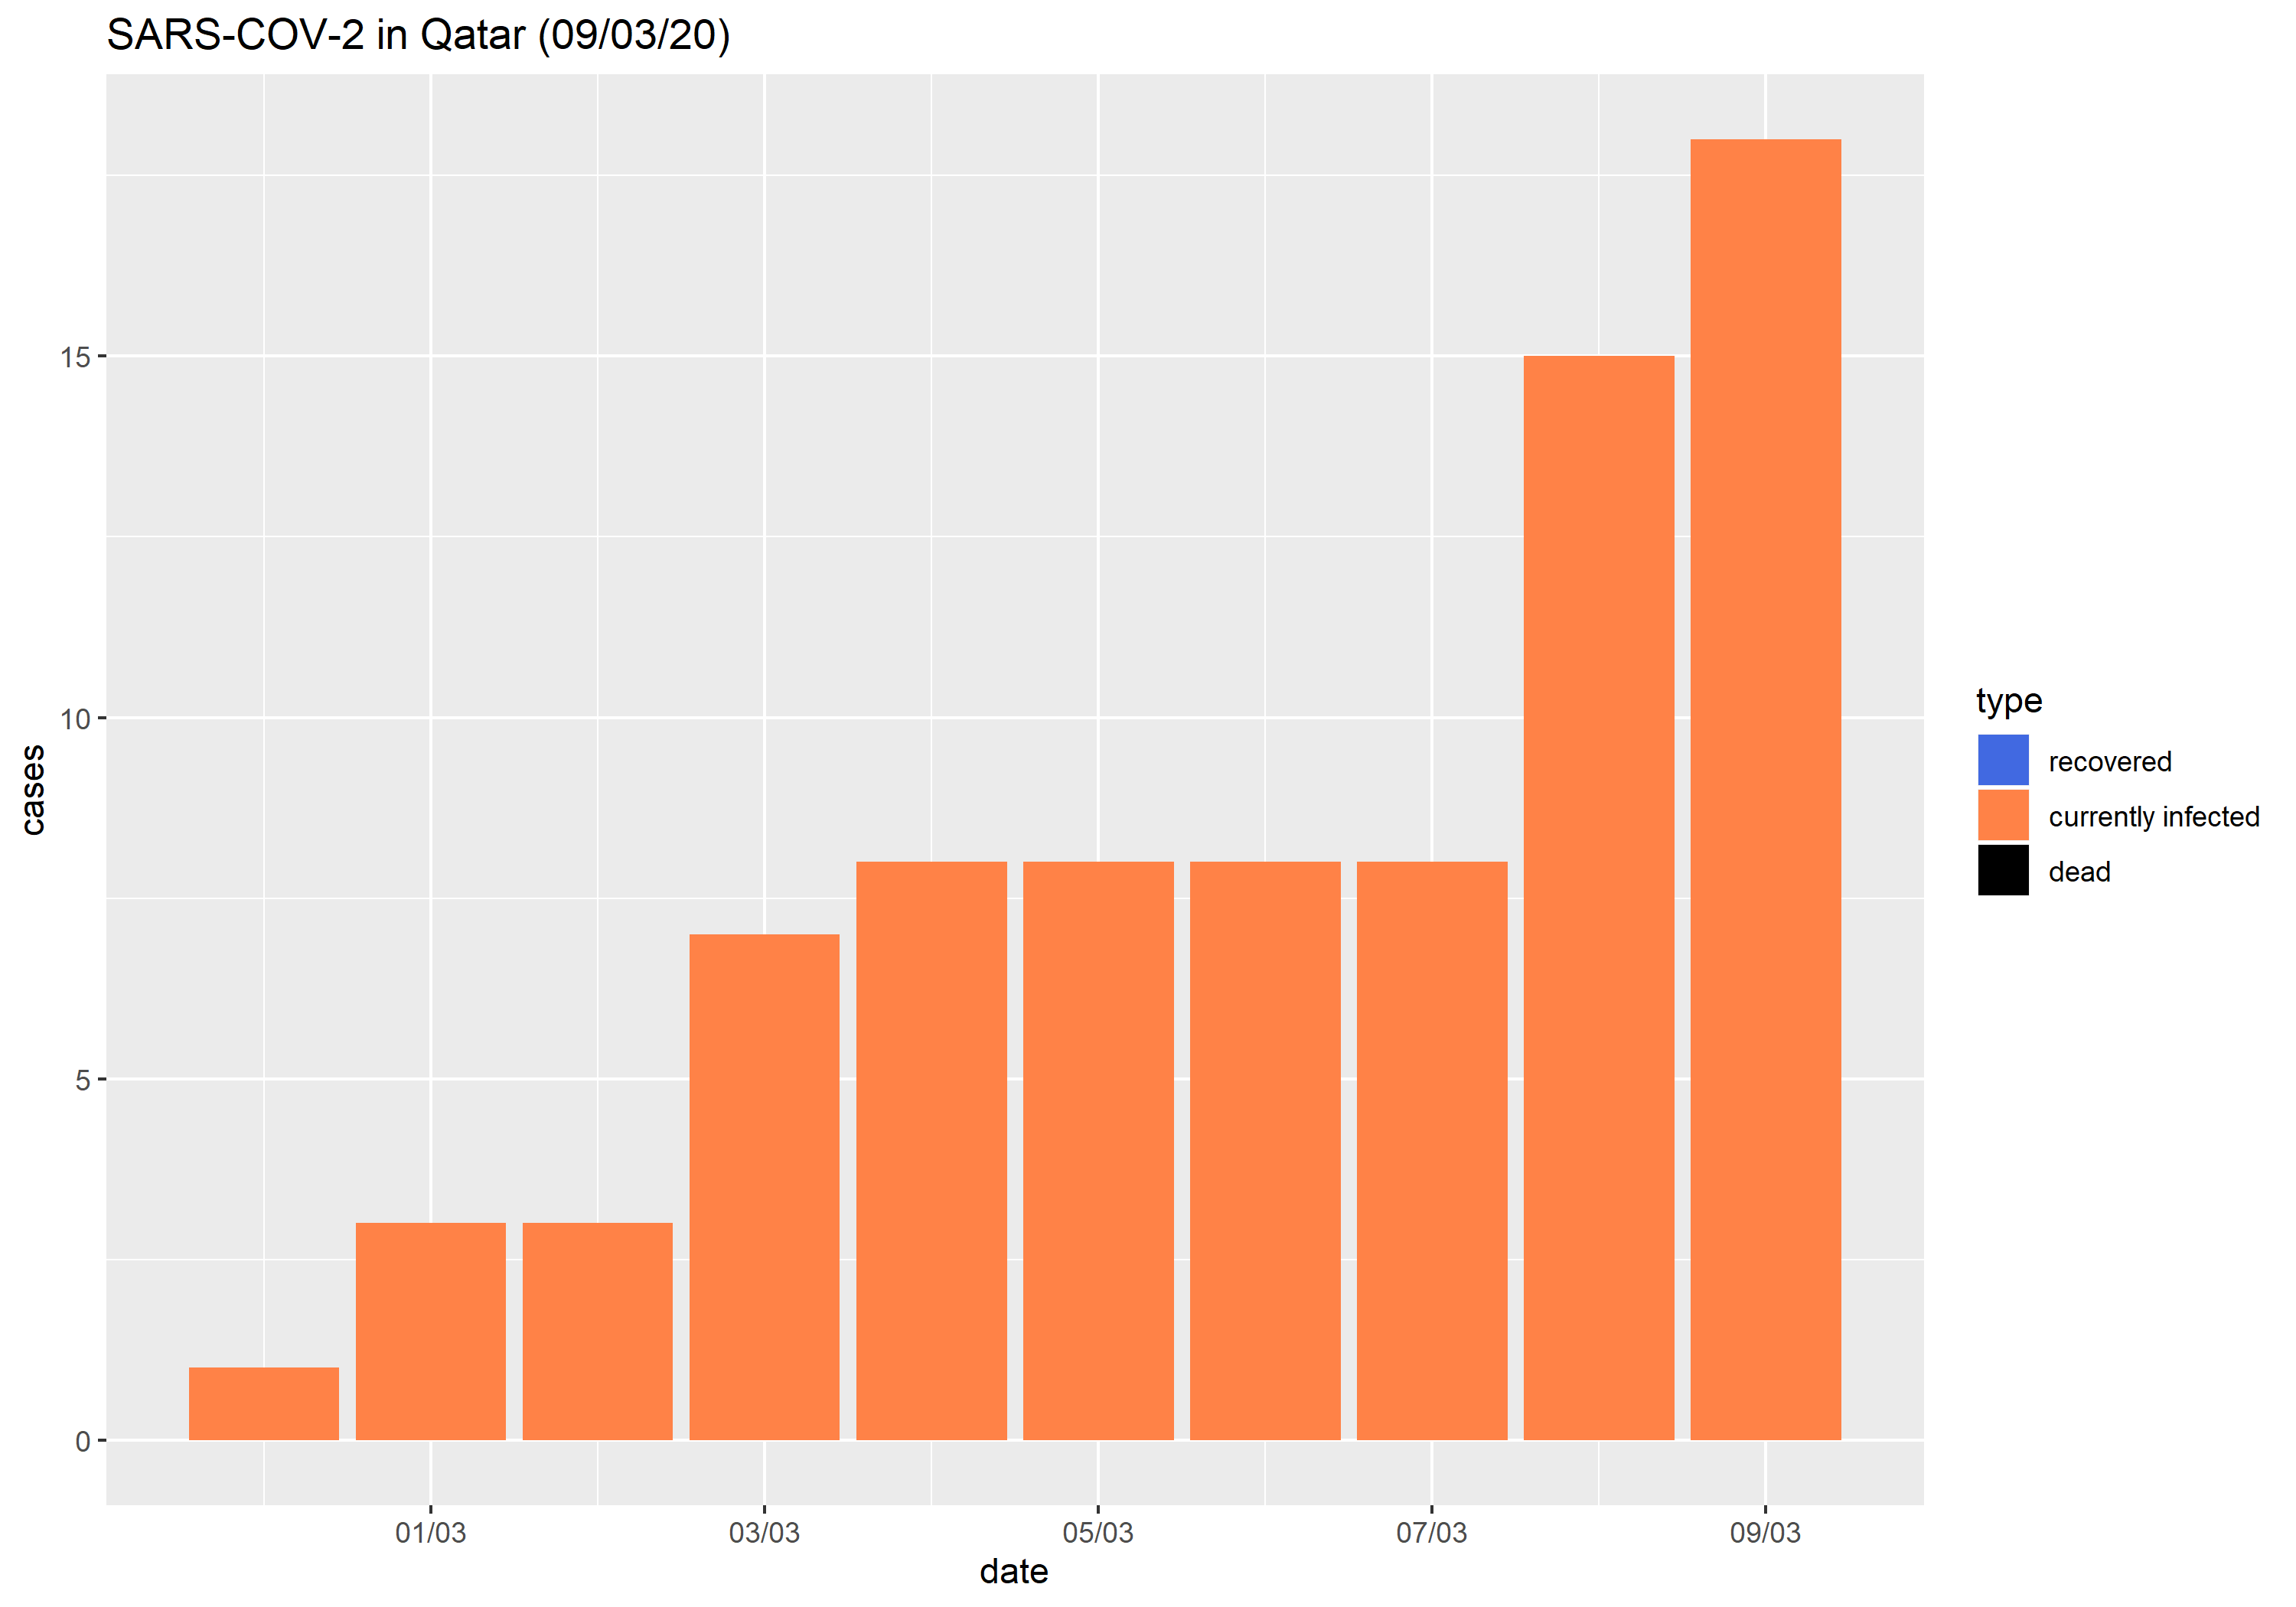 SARS-COV-2 in Qatar (09/03/20)
15
10
5
0
cases
01/03 03/03 05/03 07/03 09/03
date
type
recovered
currently infected
dead